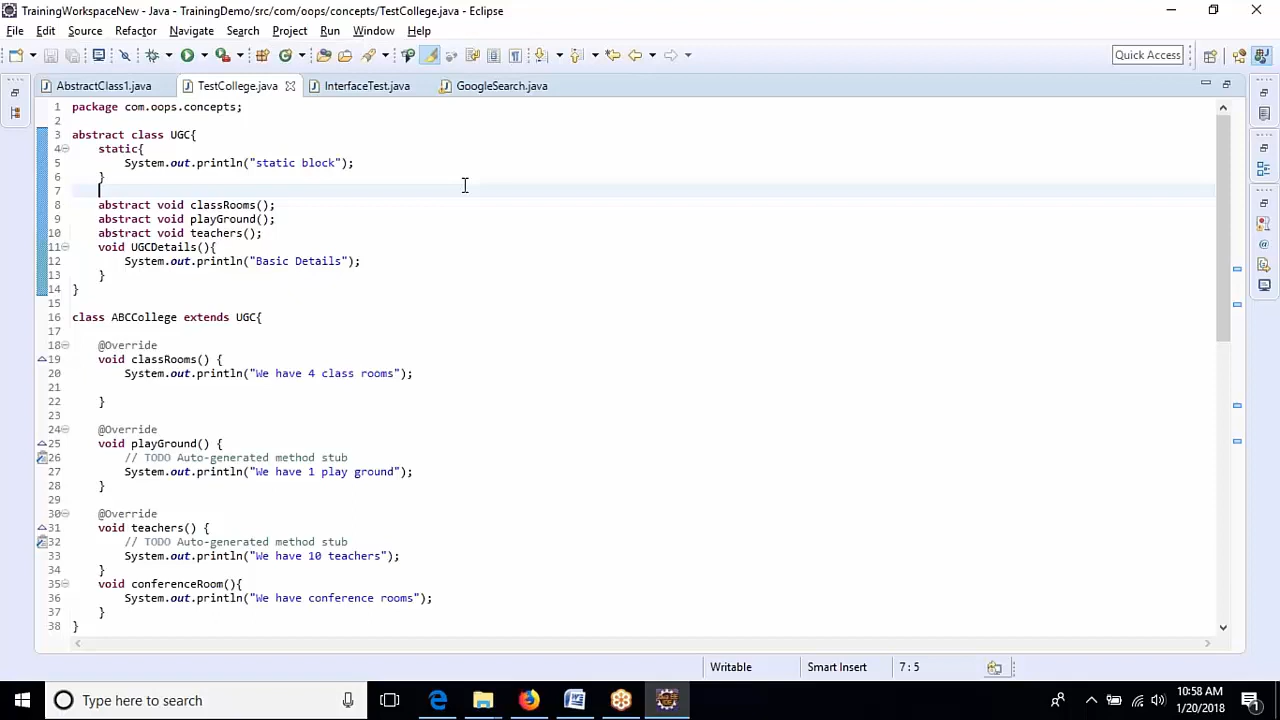 TrainingWorkspaceNew - Java - TrainingDemo/src/com/oops/concepts/TestCollege.java - Eclipse
File Edit Source Refactor Navigate Search Project Run Window Help
Quick Access
AbstractClass1.java TestCollege.java InterfaceTest.java GoogleSearch.java
1 package com.oops.concepts;
2
3 abstract class UGC{
4 static{
5 System.out.println("static block");
6 }
7
8 abstract void classRooms();
9 abstract void playGround();
10 abstract void teachers();
11 void UGCDetails(){
12 System.out.println("Basic Details");
13 }
14 }
15
16 class ABCCollege extends UGC{
17
18 @Override
19 void classRooms() {
20 System.out.println("We have 4 class rooms");
21
22 }
23
24 @Override
25 void playGround() {
26 // TODO Auto-generated method stub
27 System.out.println("We have 1 play ground");
28 }
29
30 @Override
31 void teachers() {
32 // TODO Auto-generated method stub
33 System.out.println("We have 10 teachers");
34 }
35 void conferenceRoom(){
36 System.out.println("We have conference rooms");
37 }
38 }
Writable Smart Insert 7 : 5
Type here to search
10:58 AM
1/20/2018